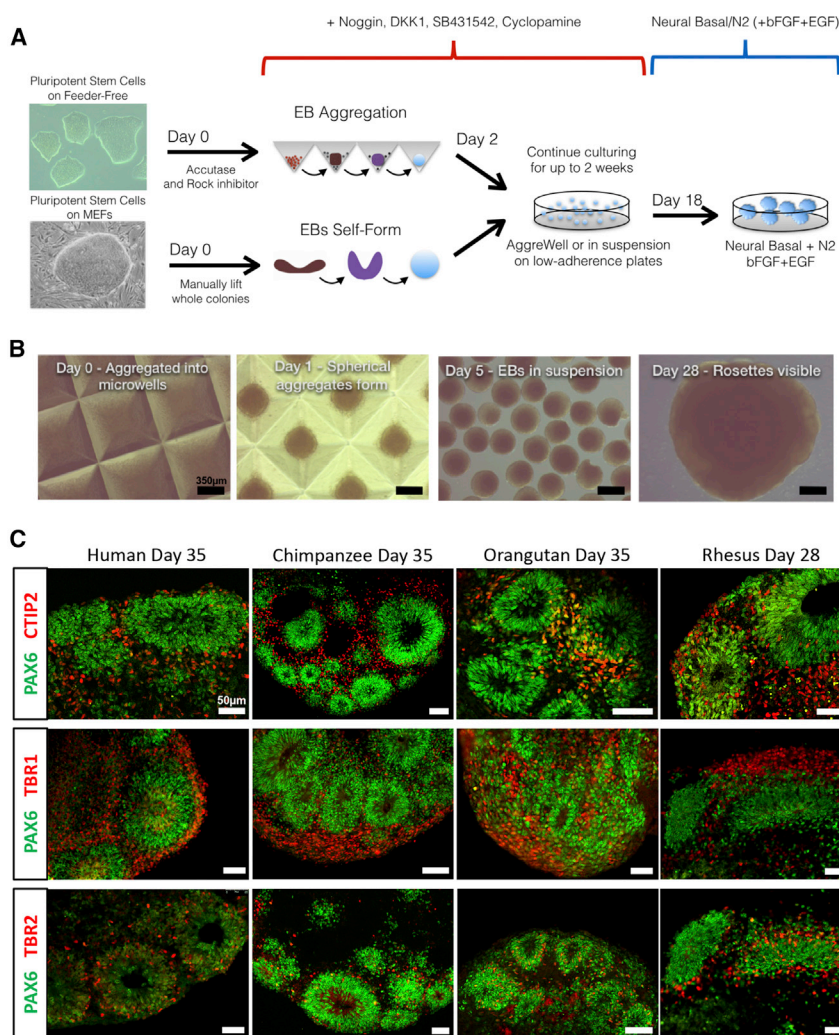 A
+ Noggin, DKK1, SB431542, Cyclopamine
Neural Basal/N2 (+bFGF+EGF)
Pluripotent Stem Cells
on Feeder-Free
Day 0
Accutase
and Rock inhibitor
EB Aggregation
Day 2
Continue culturing
for up to 2 weeks
Pluripotent Stem Cells
on MEFs
Day 0
Manually lift
whole colonies
EBs Self-Form
AggreWell or in suspension
on low-adherence plates
Day 18
Neural Basal + N2
bFGF+EGF
B
Day 0 - Aggregated into
microwells
350μm
Day 1 - Spherical
aggregates form
Day 5 - EBs in suspension
Day 28 - Rosettes visible
C
Human Day 35
Chimpanzee Day 35
Orangutan Day 35
Rhesus Day 28
PAX6 CTIP2
50μm
PAX6 TBR1
PAX6 TBR2